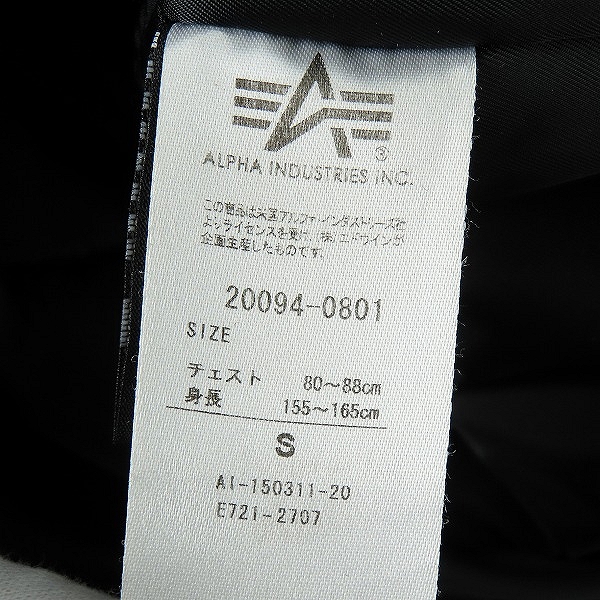 ALPHA INDUSTRIES INC.
この商品は米国アルファインダストリーズ社
よりライセンスを受け（株）エドウインが
企画生産したものです。
20094-0801
SIZE
チェスト 80～88cm
身長 155～165cm
S
AI-150311-20
E721-2707